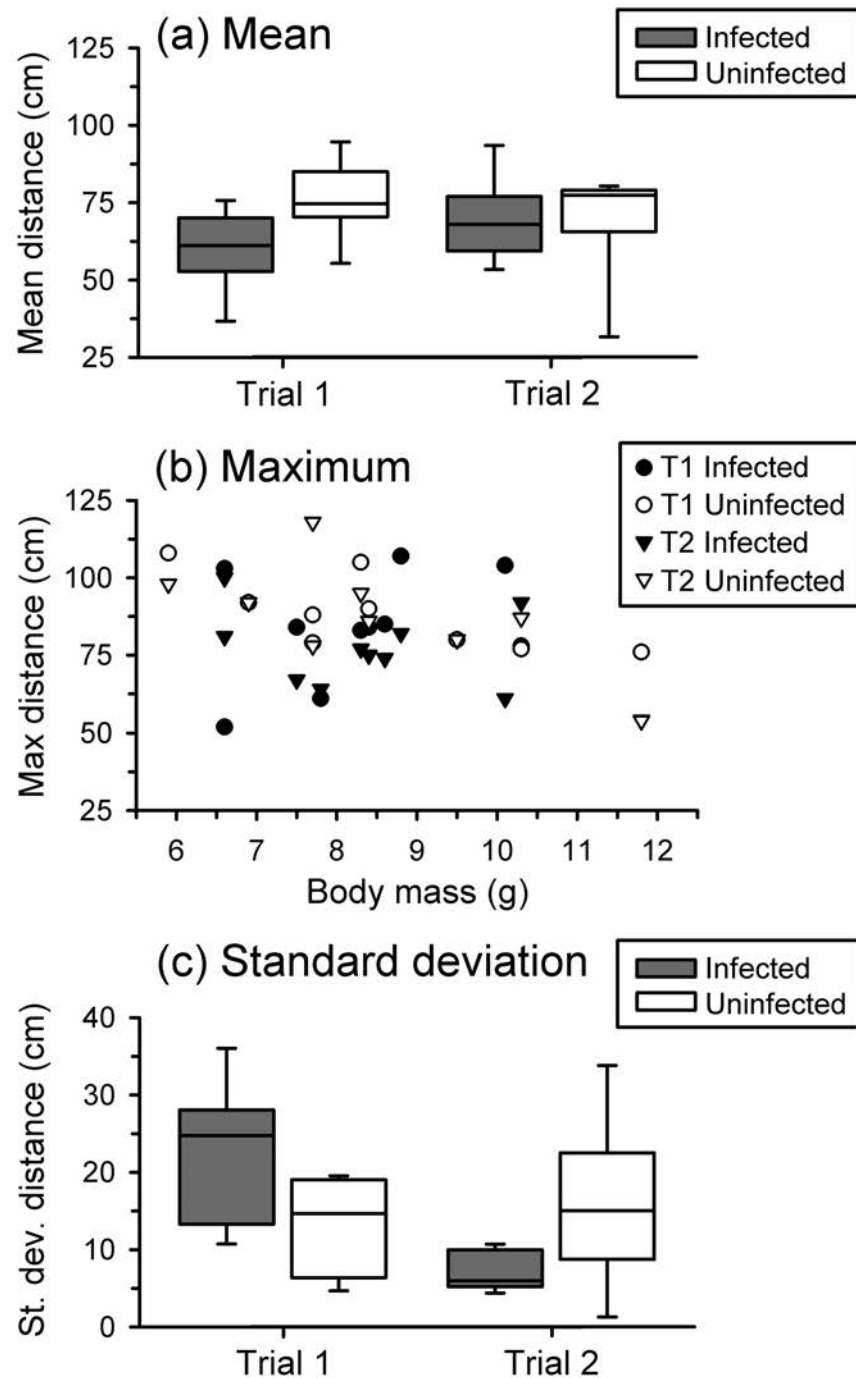 (a) Mean
Infected
Uninfected
Mean distance (cm)
125
100
75
50
25
Trial 1
Trial 2
(b) Maximum
T1 Infected
T1 Uninfected
T2 Infected
T2 Uninfected
Max distance (cm)
125
100
75
50
25
6 7 8 9 10 11 12
Body mass (g)
(c) Standard deviation
Infected
Uninfected
St. dev. distance (cm)
40
30
20
10
0
Trial 1
Trial 2